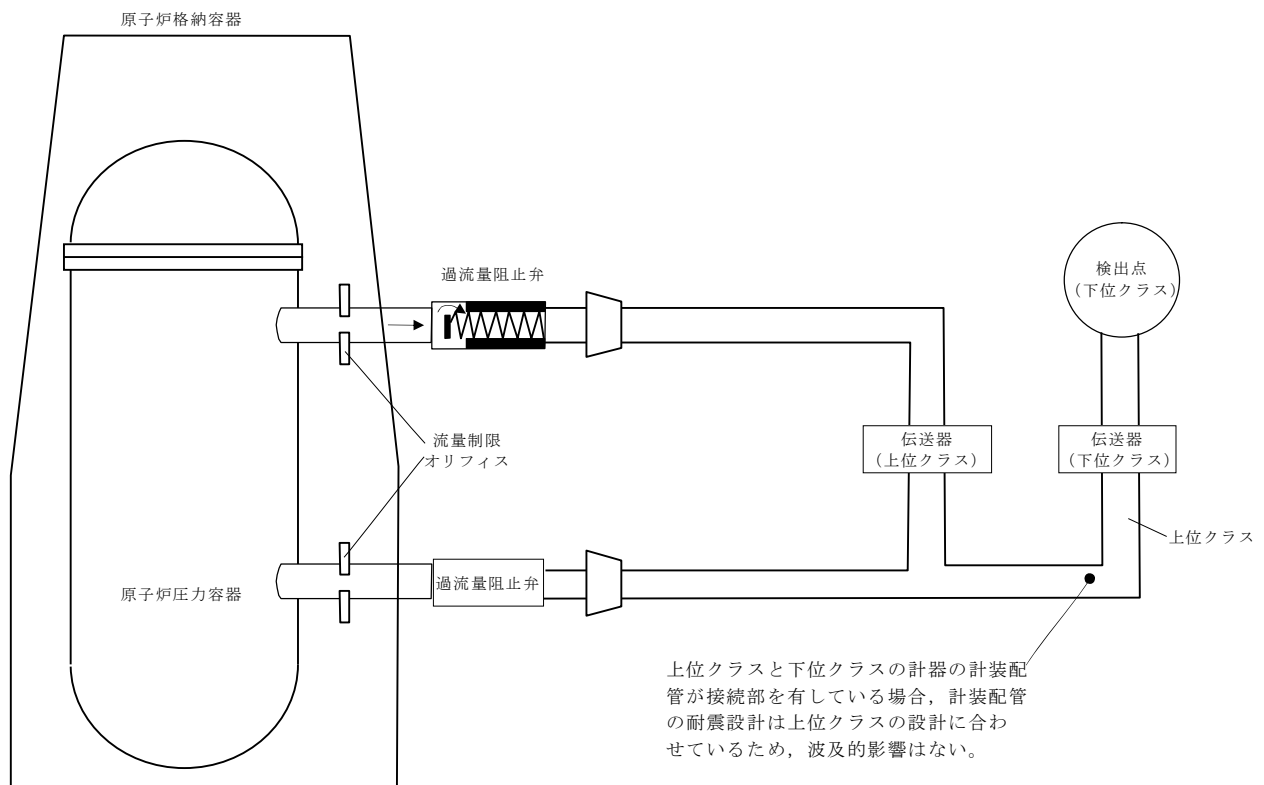 原子炉格納容器
過流量阻止弁
検出点
（下位クラス）
流量制限
オリフィス
伝送器
（上位クラス）
伝送器
（下位クラス）
上位クラス
過流量阻止弁
原子炉圧力容器
上位クラスと下位クラスの計器の計装配
管が接続部を有している場合，計装配管
の耐震設計は上位クラスの設計に合わ
せているため，波及的影響はない。